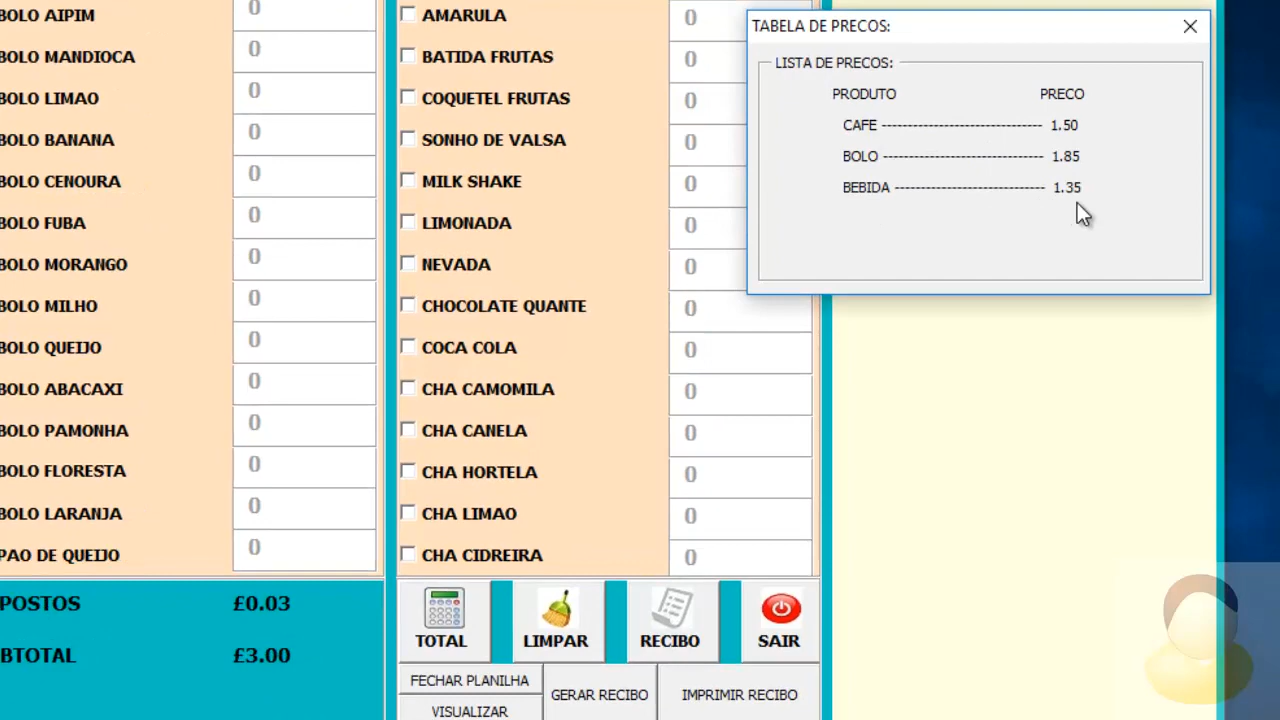 BOLO AIPIM 0
BOLO MANDIOCA 0
BOLO LIMAO 0
BOLO BANANA 0
BOLO CENOURA 0
BOLO FUBA 0
BOLO MORANGO 0
BOLO MILHO 0
BOLO QUEIJO 0
BOLO ABACAXI 0
BOLO PAMONHA 0
BOLO FLORESTA 0
BOLO LARANJA 0
PAO DE QUEIJO 0
POSTOS £0.03
BTOTAL £3.00
AMARULA 0
BATIDA FRUTAS 0
COQUETEL FRUTAS 0
SONHO DE VALSA 0
MILK SHAKE 0
LIMONADA 0
NEVADA 0
CHOCOLATE QUANTE 0
COCA COLA 0
CHA CAMOMILA 0
CHA CANELA 0
CHA HORTELA 0
CHA LIMAO 0
CHA CIDREIRA 0
TOTAL LIMPAR RECIBO SAIR
FECHAR PLANILHA
VISUALIZAR
GERAR RECIBO
IMPRIMIR RECIBO
TABELA DE PRECOS:
LISTA DE PRECOS:
PRODUTO PRECO
CAFE ------------------------------- 1.50
BOLO ------------------------------- 1.85
BEBIDA ----------------------------- 1.35